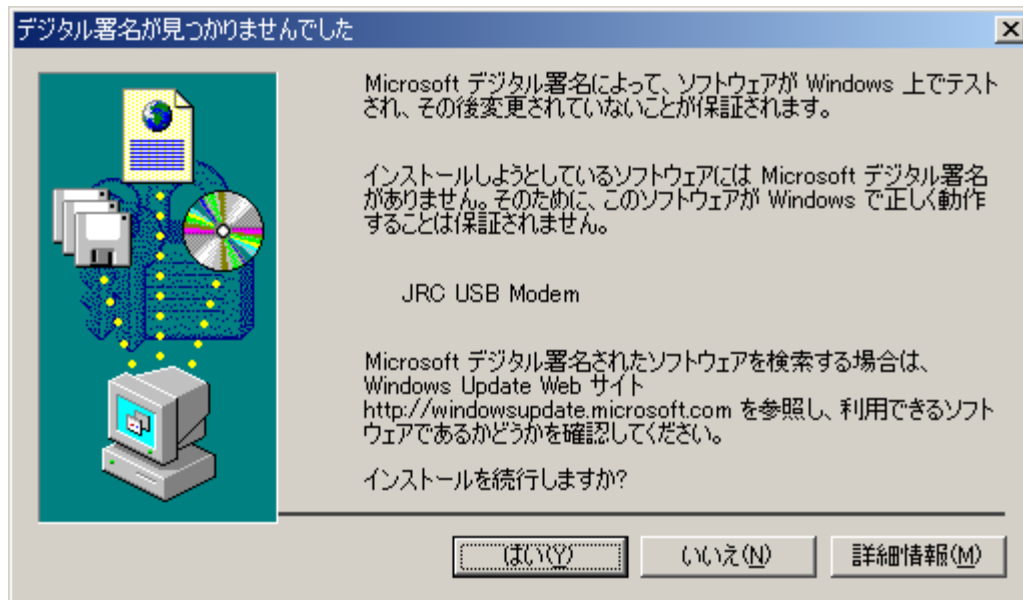 デジタル署名が見つかりませんでした
Microsoft デジタル署名によって、ソフトウェアが Windows 上でテスト
され、その後変更されていないことが保証されます。
インストールしようとしているソフトウェアには Microsoft デジタル署名
がありません。そのために、このソフトウェアが Windows で正しく動作
することは保証されません。
JRC USB Modem
Microsoft デジタル署名されたソフトウェアを検索する場合は、
Windows Update Web サイト
http://windowsupdate.microsoft.com を参照し、利用できるソフト
ウェアであるかどうかを確認してください。
インストールを続行しますか?
はい(Y) いいえ(N) 詳細情報(M)